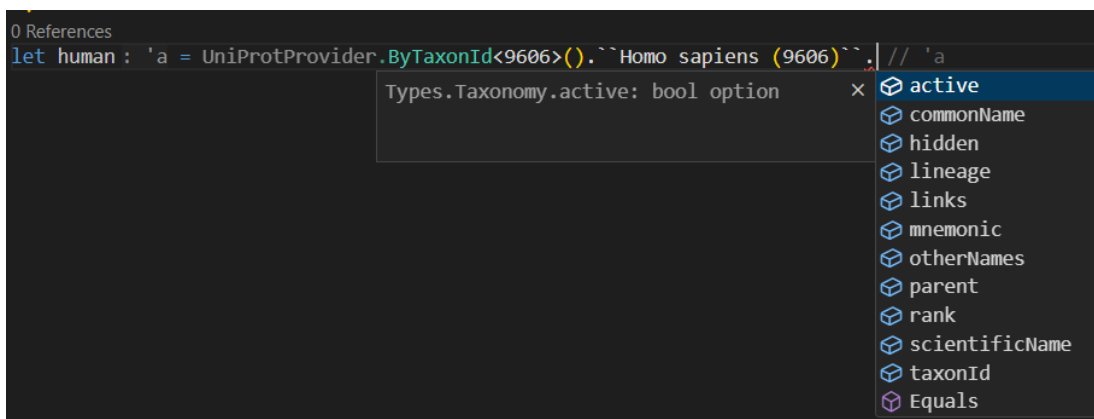 0 References
let human : 'a = UniProtProvider.ByTaxonId<9606>().``Homo sapiens (9606)``. // 'a
Types.Taxonomy.active: bool option ×
active
commonName
hidden
lineage
links
mnemonic
otherNames
parent
rank
scientificName
taxonId
Equals